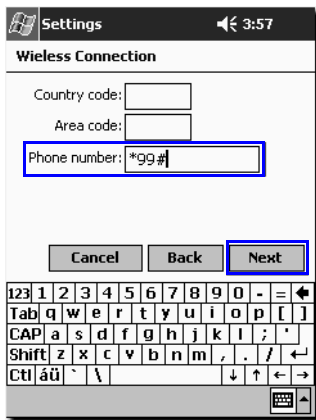 Settings 3:57
Wieless Connection
Country code:
Area code:
Phone number: *99#
Cancel Back Next
123 1 2 3 4 5 6 7 8 9 0 - =
Tab q w e r t y u i o p [ ]
CAP a s d f g h j k l ; '
Shift z x c v b n m , . /
Ctl áü ` \